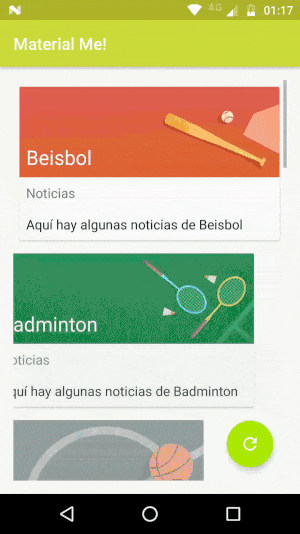 4G 01:17
Material Me!
Beisbol
Noticias
Aquí hay algunas noticias de Beisbol
adminton
oticias
quí hay algunas noticias de Badminton